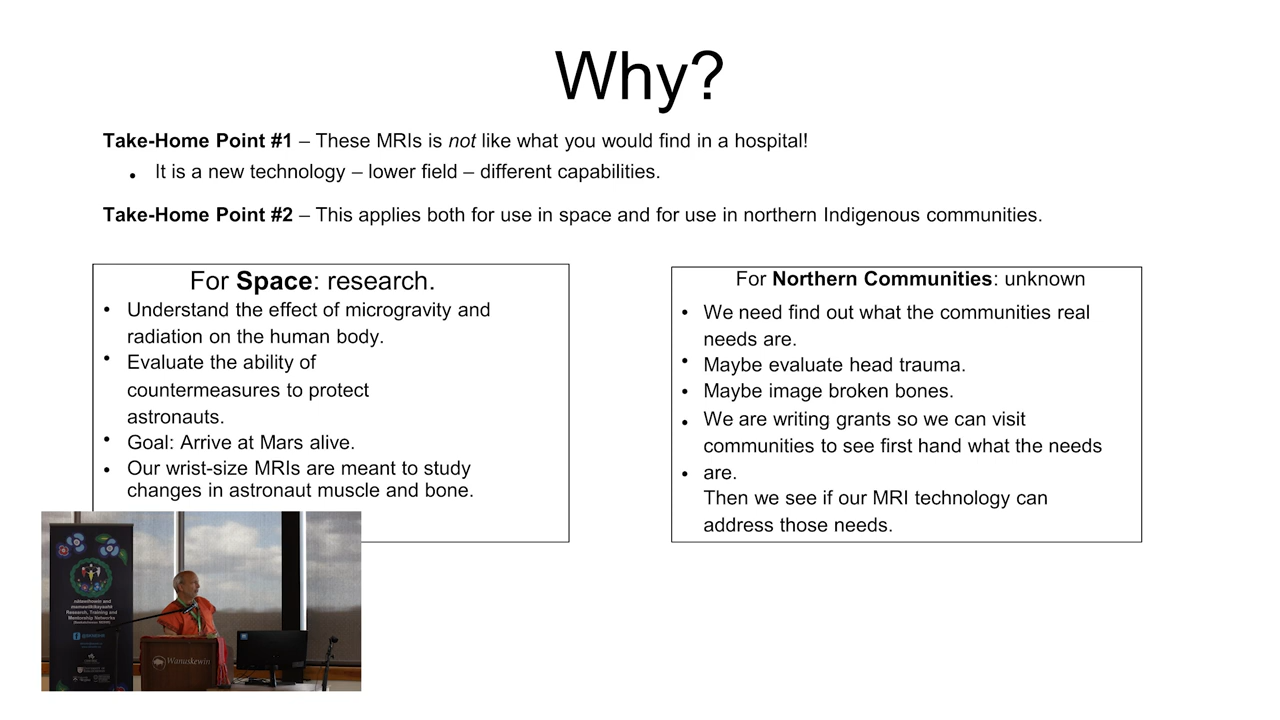 Why?
Take-Home Point #1 – These MRIs is not like what you would find in a hospital!
• It is a new technology – lower field – different capabilities.
Take-Home Point #2 – This applies both for use in space and for use in northern Indigenous communities.
For Space: research.
• Understand the effect of microgravity and
radiation on the human body.
• Evaluate the ability of
countermeasures to protect
astronauts.
• Goal: Arrive at Mars alive.
• Our wrist-size MRIs are meant to study
changes in astronaut muscle and bone.
For Northern Communities: unknown
• We need find out what the communities real
needs are.
• Maybe evaluate head trauma.
• Maybe image broken bones.
• We are writing grants so we can visit
communities to see first hand what the needs
• are.
Then we see if our MRI technology can
address those needs.
Research, Training and
Mentorship Networks
Wanuskewin